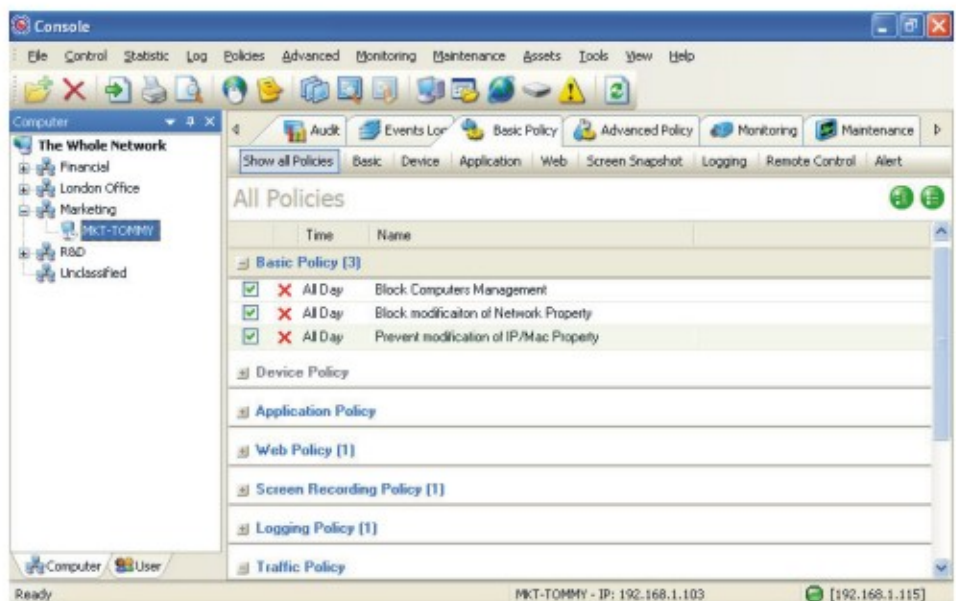 Console
File Control Statistic Log Policies Advanced Monitoring Maintenance Assets Tools View Help
Computer
The Whole Network
Financial
London Office
Marketing
MKT-TOMMY
R&D
Unclassified
Computer User
Audit Events Log Basic Policy Advanced Policy Monitoring Maintenance
Show all Policies Basic Device Application Web Screen Snapshot Logging Remote Control Alert
All Policies
Time Name
Basic Policy (3)
All Day Block Computers Management
All Day Block modificaiton of Network Property
All Day Prevent modification of IP/Mac Property
Device Policy
Application Policy
Web Policy (1)
Screen Recording Policy (1)
Logging Policy (1)
Traffic Policy
Ready MKT-TOMMY - IP: 192.168.1.103 [192.168.1.115]